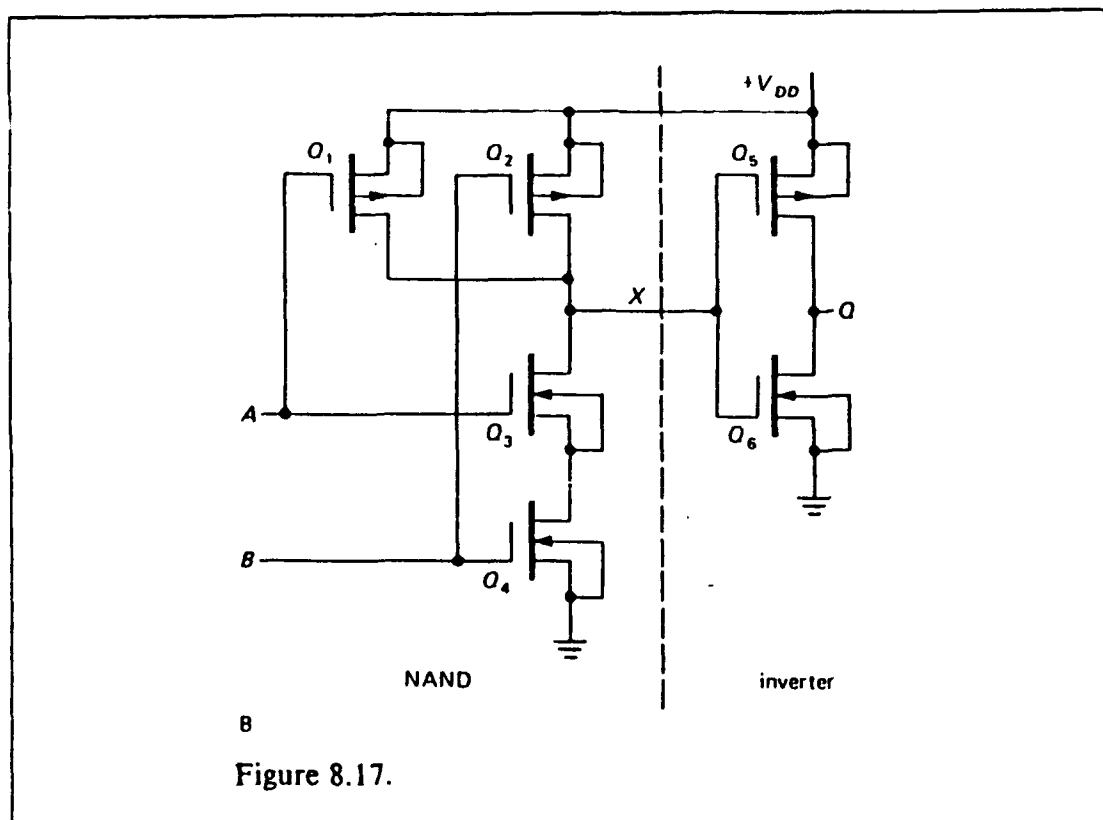 +V_DD
Q_1
Q_2
Q_5
X
Q
A
Q_3
Q_6
B
Q_4
NAND
inverter
B
Figure 8.17.